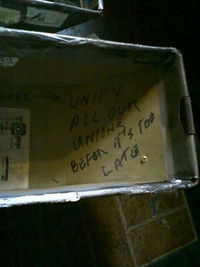 UNIFY
ALL OUR
UNIONS
BEFOR IT'S TOO
LATE